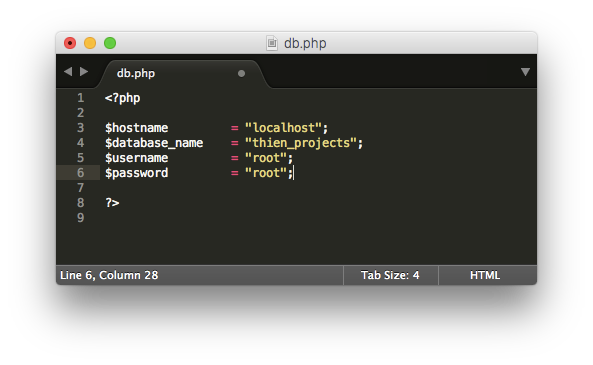 db.php
db.php
1 <?php
2
3 $hostname = "localhost";
4 $database_name = "thien_projects";
5 $username = "root";
6 $password = "root";
7
8 ?>
9
Line 6, Column 28 Tab Size: 4 HTML